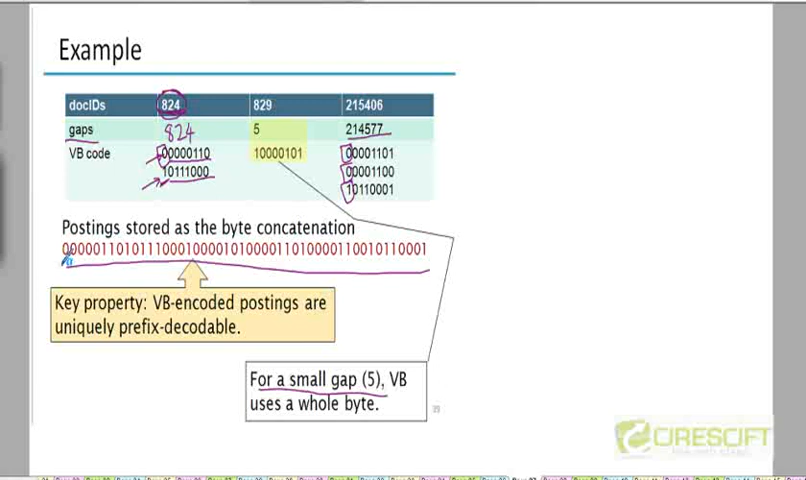 Example
docIDs 824 829 215406
gaps 824 5 214577
VB code 00000110 10000101 00001101
10111000 00001100
10110001
Postings stored as the byte concatenation
000001101011100010000101000011010000110010110001
Key property: VB-encoded postings are
uniquely prefix-decodable.
For a small gap (5), VB
uses a whole byte.